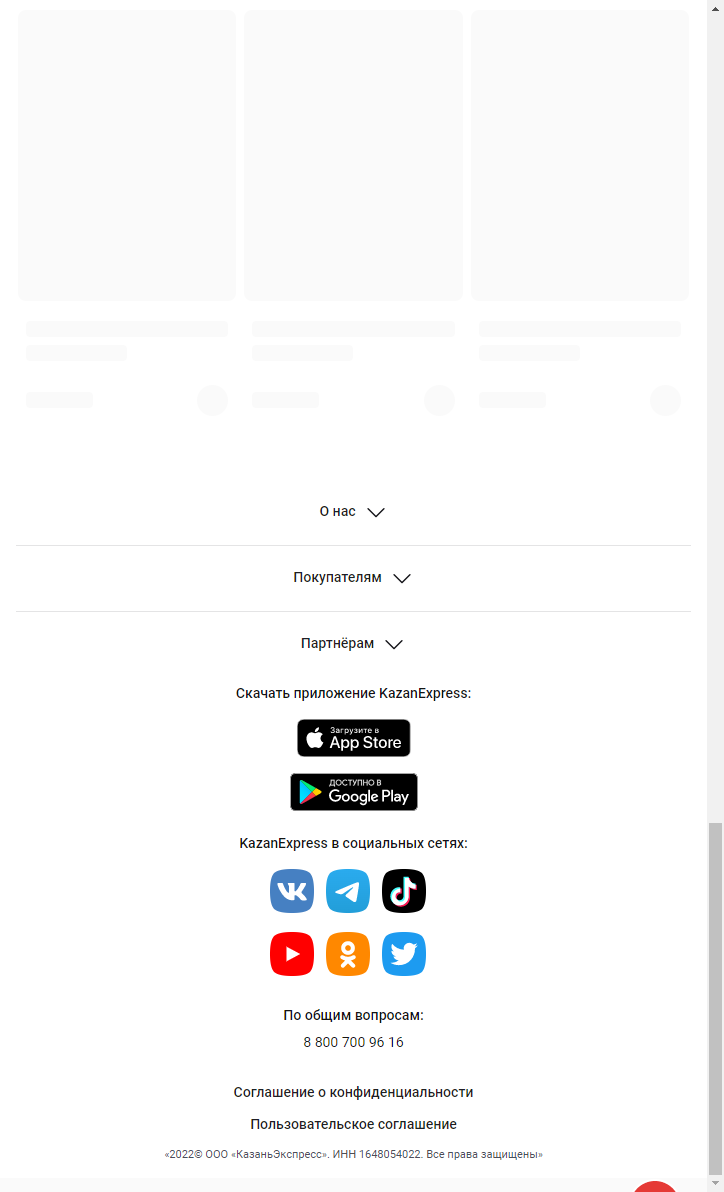 О нас
Покупателям
Партнёрам
Скачать приложение KazanExpress:
Загрузите в
App Store
ДОСТУПНО В
Google Play
KazanExpress в социальных сетях:
По общим вопросам:
8 800 700 96 16
Соглашение о конфиденциальности
Пользовательское соглашение
«2022© ООО «КазаньЭкспресс». ИНН 1648054022. Все права защищены»